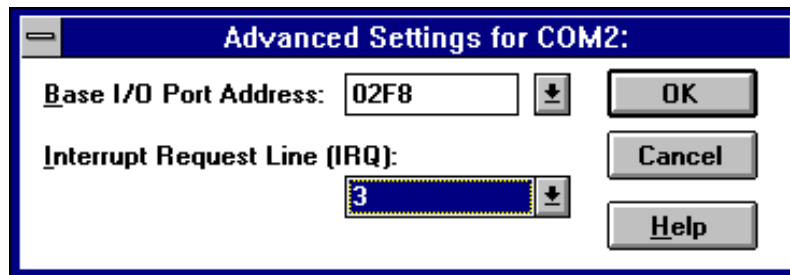 Advanced Settings for COM2:
Base I/O Port Address: 02F8 OK
Interrupt Request Line (IRQ): Cancel
3
Help